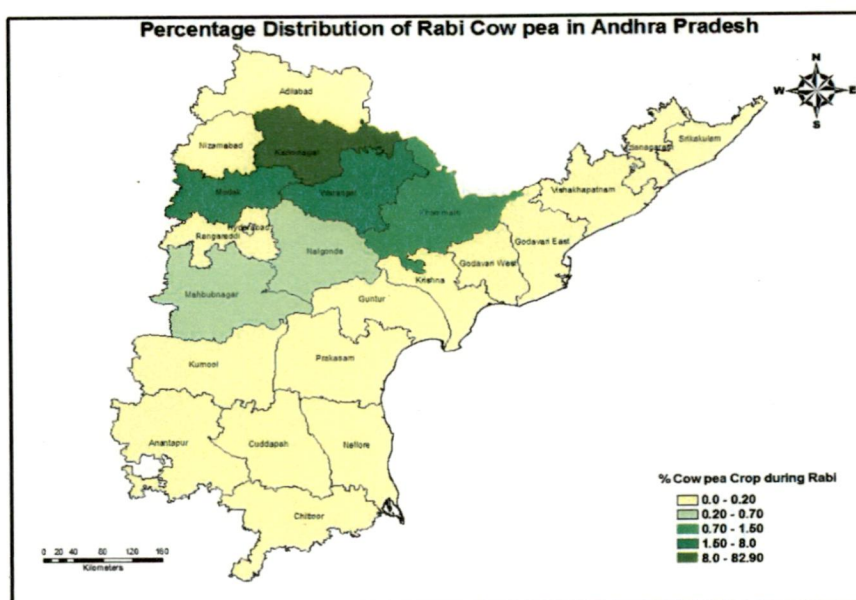 Percentage Distribution of Rabi Cow pea in Andhra Pradesh
N
W E
S
Adilabad
Nizamabad
Karimnagar
Srikakulam
Medak
Warangal
Vishakhapatnam
Khammam
Hyderabad
Rangareddi
Nalgonda
Godavari East
Godavari West
Krishna
Mahbubnagar
Guntur
Kurnool
Prakasam
Anantapur
Cuddapah
Nellore
Chittoor
% Cow pea Crop during Rabi
0.0 - 0.20
0.20 - 0.70
0.70 - 1.50
1.50 - 8.0
8.0 - 82.90
0 20 40 80 120 160
Kilometers